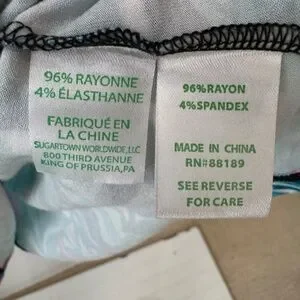 96% RAYONNE
4% ÉLASTHANNE
FABRIQUÉ EN
LA CHINE
SUGARTOWN WORLDWIDE, LLC
800 THIRD AVENUE
KING OF PRUSSIA,PA
96%RAYON
4%SPANDEX
MADE IN CHINA
RN#88189
SEE REVERSE
FOR CARE